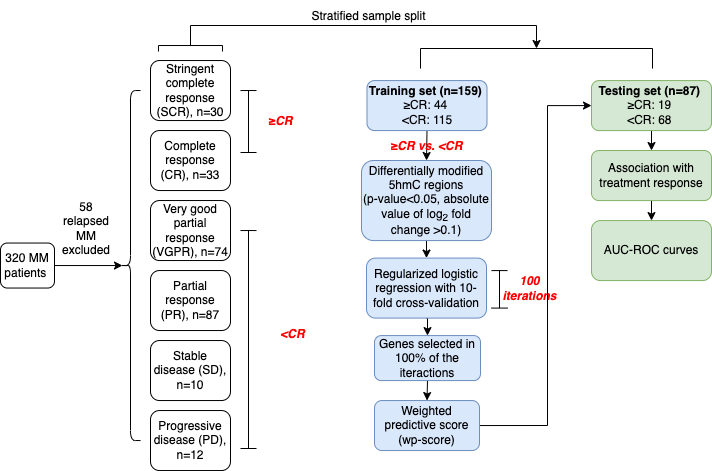 Stratified sample split
320 MM
patients
58
relapsed
MM
excluded
Stringent
complete
response
(SCR), n=30
Complete
response
(CR), n=33
Very good
partial
response
(VGPR), n=74
Partial
response
(PR), n=87
Stable
disease (SD),
n=10
Progressive
disease (PD),
n=12
≥CR
<CR
Training set (n=159)
≥CR: 44
<CR: 115
≥CR vs. <CR
Differentially modified
5hmC regions
(p-value<0.05, absolute
value of log₂ fold
change >0.1)
Regularized logistic
regression with 10-
fold cross-validation
100
iterations
Genes selected in
100% of the
iteractions
Weighted
predictive score
(wp-score)
Testing set (n=87)
≥CR: 19
<CR: 68
Association with
treatment response
AUC-ROC curves